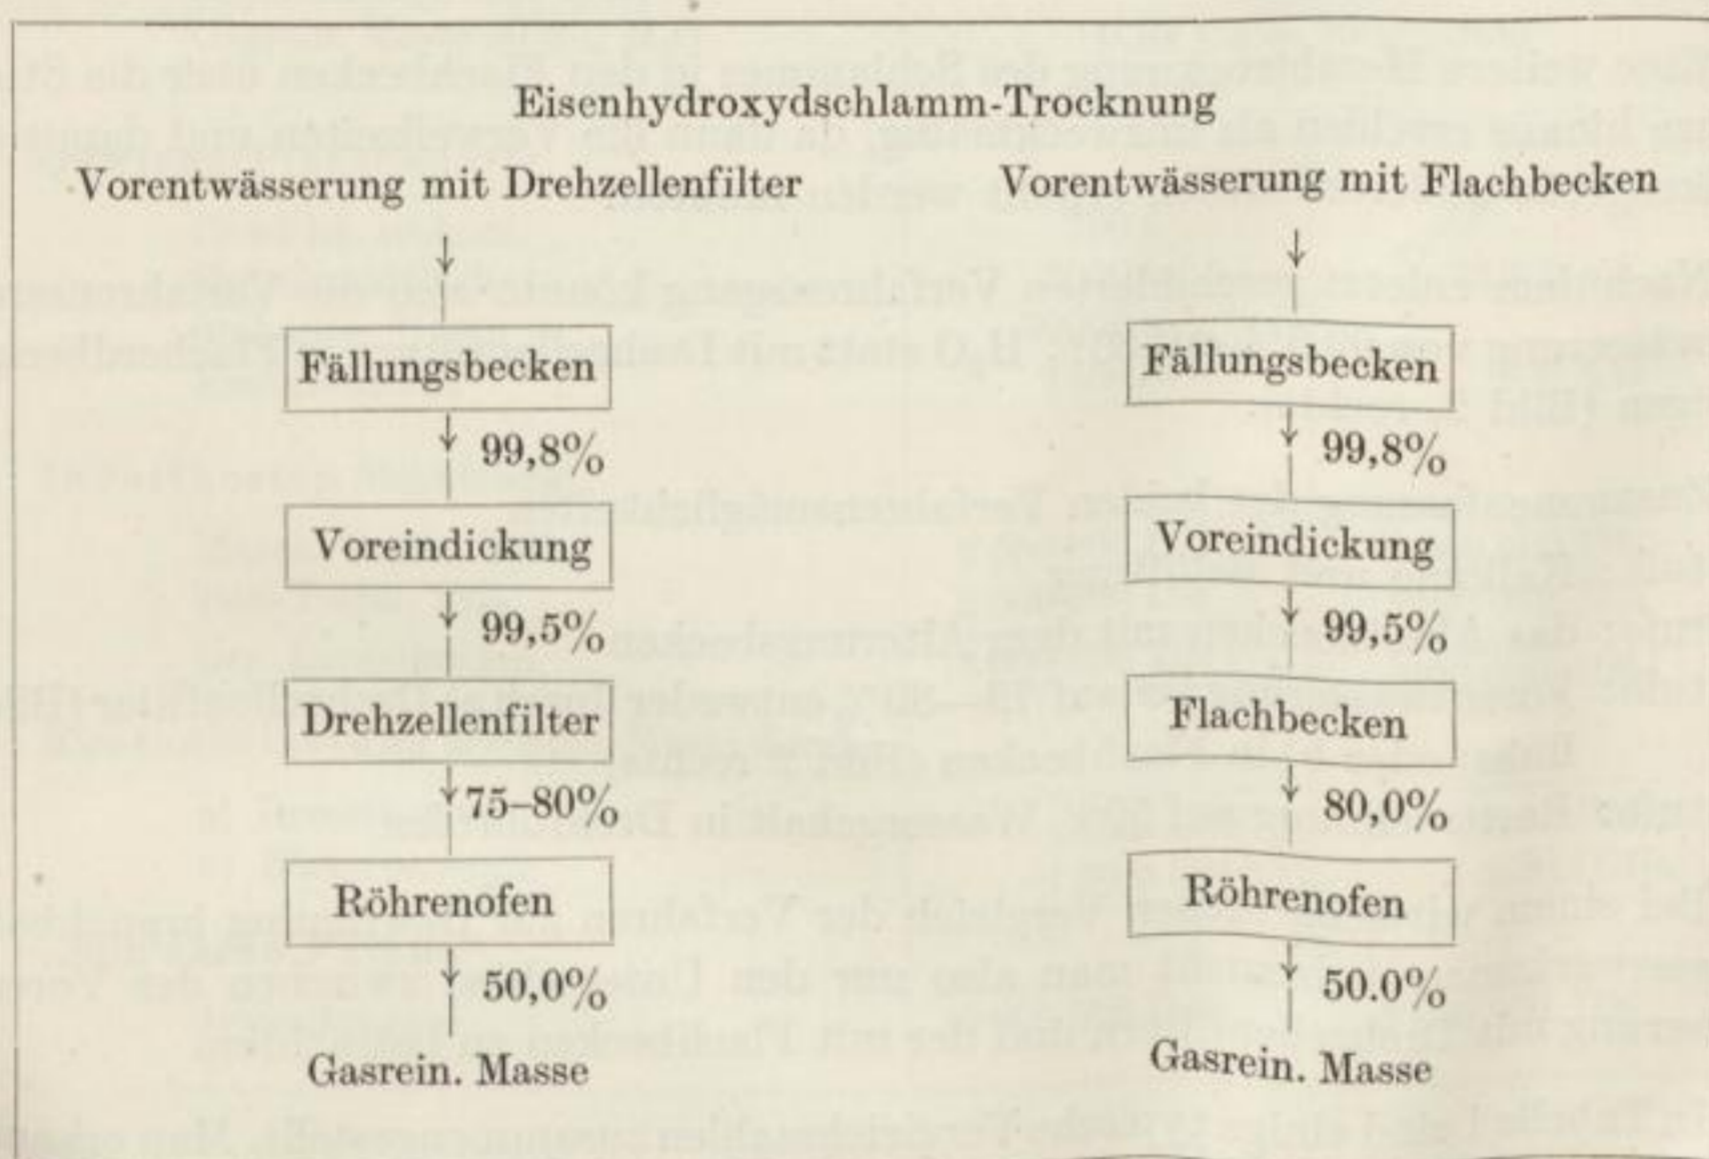 Eisenhydroxydschlamm-Trocknung
Vorentwässerung mit Drehzellenfilter
Fällungsbecken
99,8%
Voreindickung
99,5%
Drehzellenfilter
75–80%
Röhrenofen
50,0%
Gasrein. Masse
Vorentwässerung mit Flachbecken
Fällungsbecken
99,8%
Voreindickung
99,5%
Flachbecken
80,0%
Röhrenofen
50.0%
Gasrein. Masse